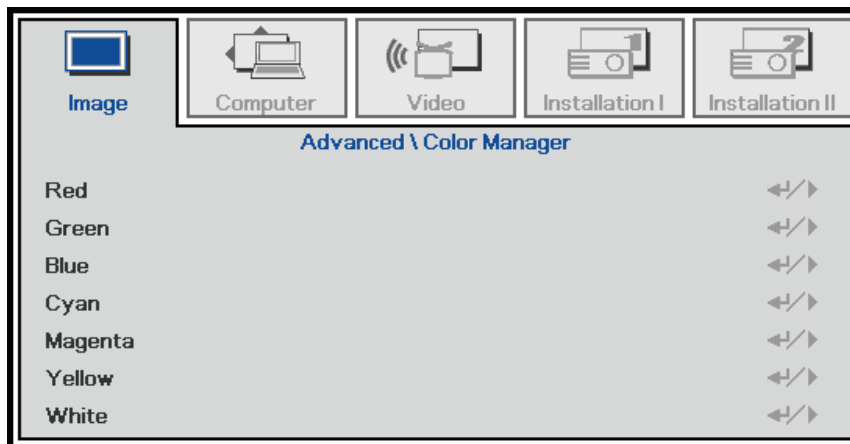 Image
Computer
Video
Installation I
Installation II
Advanced \ Color Manager
Red
Green
Blue
Cyan
Magenta
Yellow
White